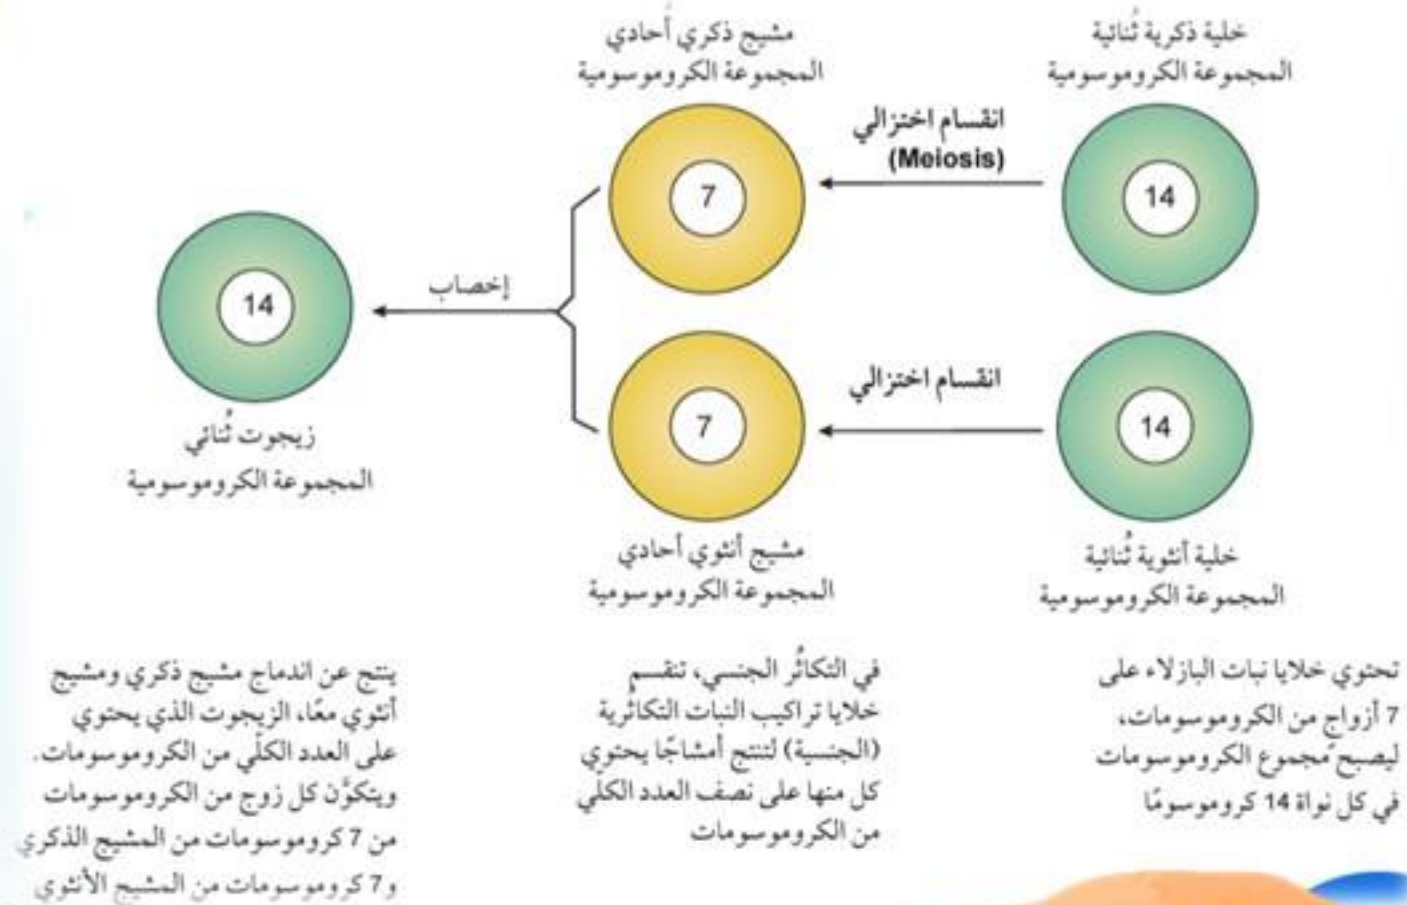 خلية ذكرية ثُنائية
المجموعة الكروموسومية
14
انقسام اختزالي
(Meiosis)
مشيج ذكري أُحادي
المجموعة الكروموسومية
7
خلية أنثوية ثُنائية
المجموعة الكروموسومية
14
انقسام اختزالي
مشيج أنثوي أحادي
المجموعة الكروموسومية
7
إخصاب
14
زيجوت ثُنائي
المجموعة الكروموسومية
تحتوي خلايا نبات البازلاء على
7 أزواج من الكروموسومات،
ليصبح مجموع الكروموسومات
في كل نواة 14 كروموسومًا
في التكاثُر الجنسي، تنقسم
خلايا تراكيب النبات التكاثُرية
(الجنسية) لتنتج أمشاجًا يحتوي
كل منها على نصف العدد الكلّي
من الكروموسومات
ينتج عن اندماج مشيج ذكري ومشيج
أنثوي معًا، الزيجوت الذي يحتوي
على العدد الكلّي من الكروموسومات.
ويتكوَّن كل زوج من الكروموسومات
من 7 كروموسومات من المشيج الذكري
و7 كروموسومات من المشيج الأنثوي